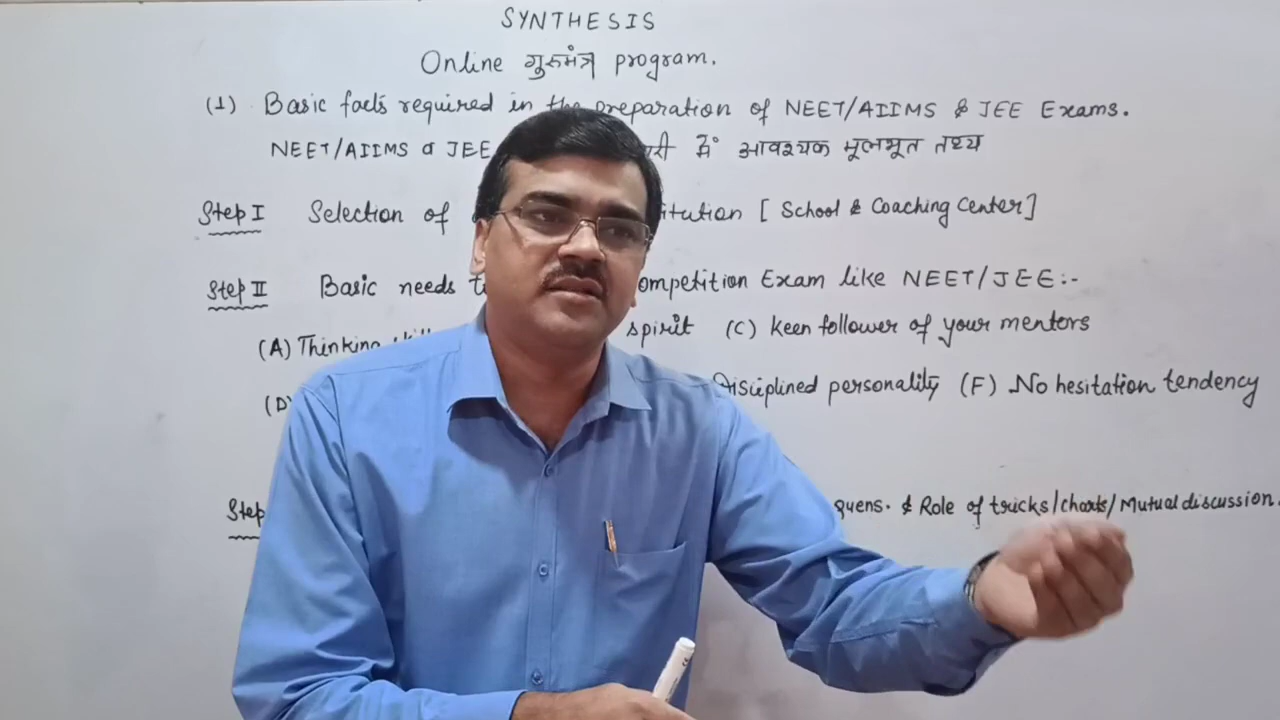 SYNTHESIS
Online गुरुमंत्र program.
(1) Basic facts required in the preparation of NEET/AIIMS & JEE Exams.
NEET/AIIMS व JEE में आवश्यक मूलभूत तथ्य
Step I Selection of [ School & Coaching Center]
Step II Basic needs Exam like NEET/JEE:-
(A) Thinking spirit (C) Keen follower of your mentors
(D) Disciplined personality (F) No hesitation tendency
Step quens. & Role of tricks/charts/Mutual discussion.